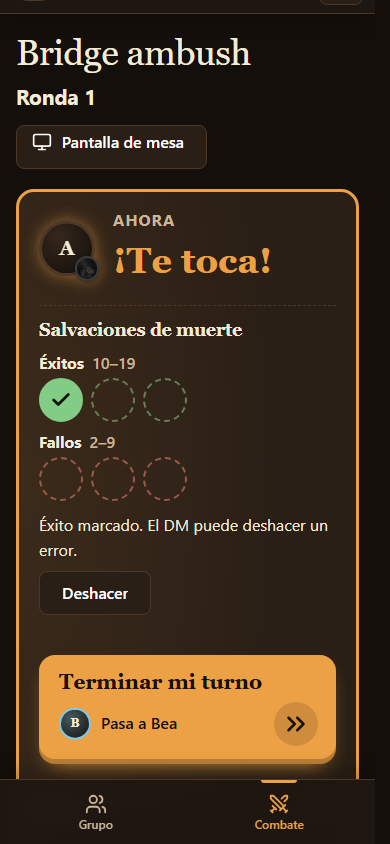 Bridge ambush
Ronda 1
Pantalla de mesa
A
AHORA
¡Te toca!
Salvaciones de muerte
Éxitos 10–19
Fallos 2–9
Éxito marcado. El DM puede deshacer un
error.
Deshacer
Terminar mi turno
B Pasa a Bea
Grupo
Combate